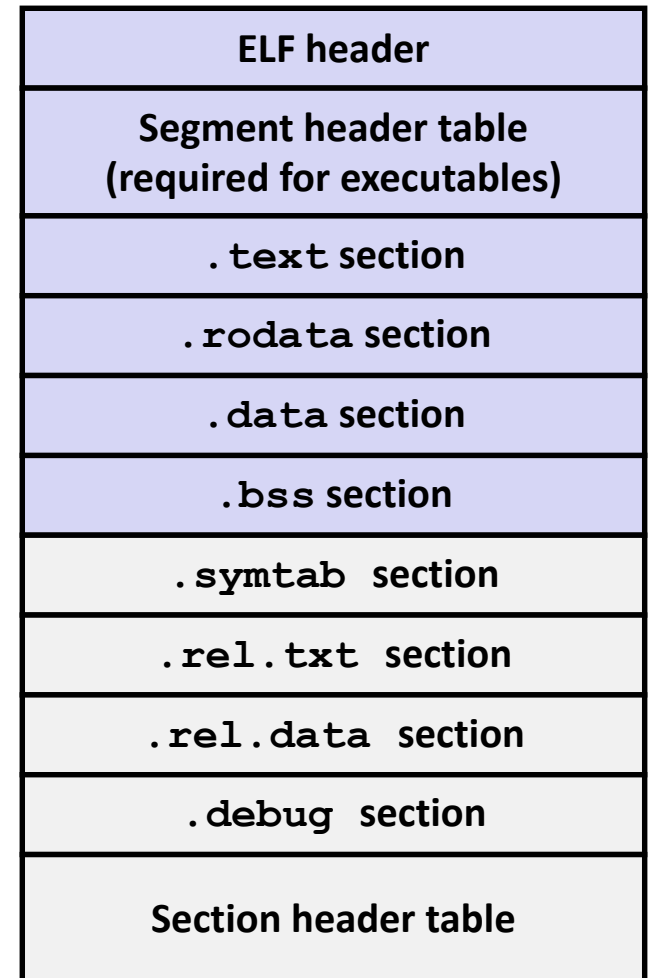 ELF header
Segment header table
(required for executables)
.text section
.rodata section
.data section
.bss section
.symtab section
.rel.txt section
.rel.data section
.debug section
Section header table